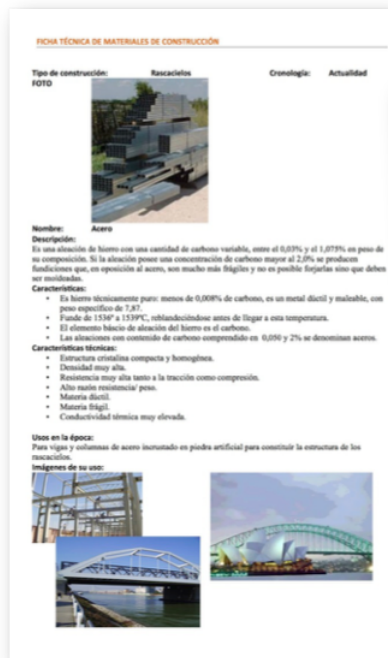 FICHA TÉCNICA DE MATERIALES DE CONSTRUCCIÓN
Tipo de construcción: Rascacielos Cronología: Actualidad
FOTO
Nombre: Acero
Descripción:
Es una aleación de hierro con una cantidad de carbono variable, entre el 0,03% y el 1,075% en peso de
su composición. Si la aleación posee una concentración de carbono mayor al 2,0% se producen
fundiciones que, en oposición al acero, son mucho más frágiles y no es posible forjarlas sino que deben
ser moldeadas.
Características:
• Es hierro técnicamente puro: menos de 0,008% de carbono, es un metal dúctil y maleable, con
peso específico de 7,87.
• Funde de 1536º a 1539ºC, reblandeciéndose antes de llegar a esta temperatura.
• El elemento báscio de aleación del hierro es el carbono.
• Las aleaciones con contenido de carbono comprendido en 0,050 y 2% se denominan aceros.
Características técnicas:
• Estructura cristalina compacta y homogénea.
• Densidad muy alta.
• Resistencia muy alta tanto a la tracción como compresión.
• Alto razón resistencia/ peso.
• Materia dúctil.
• Materia frágil.
• Conductividad térmica muy elevada.
Usos en la época:
Para vigas y columnas de acero incrustado en piedra artificial para constituir la estructura de los
rascacielos.
Imágenes de su uso: